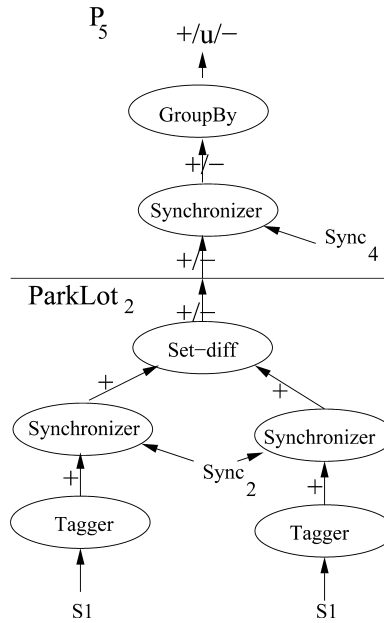 P5 +/u/−
GroupBy
+/−
Synchronizer
Sync4
+/−
ParkLot2
+/−
Set−diff
+ +
Synchronizer Synchronizer
Sync2
+ +
Tagger Tagger
S1 S1